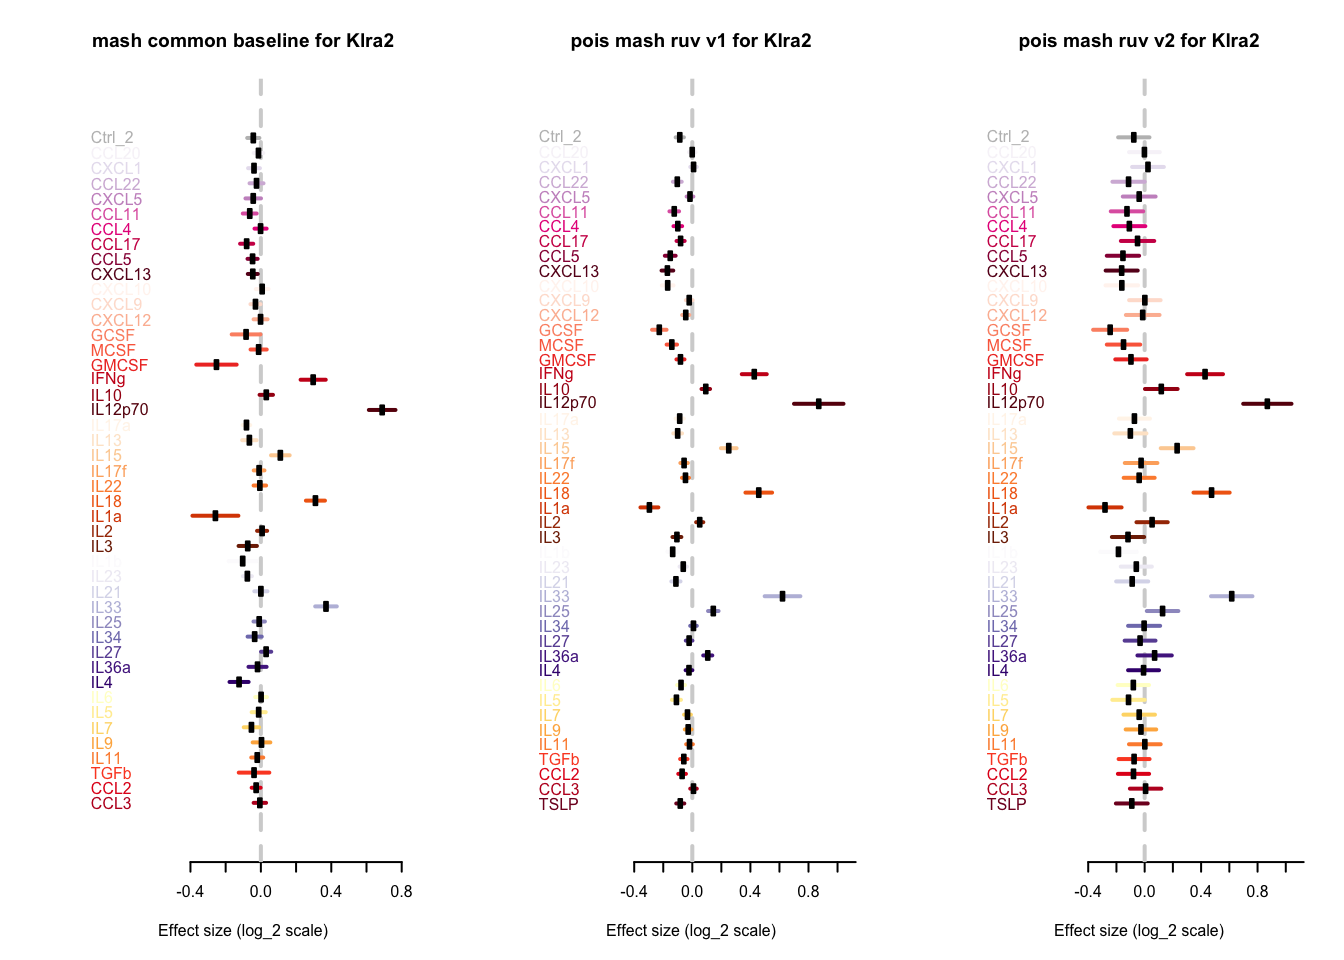 mash common baseline for Klra2
Ctrl_2
CCL20
CXCL1
CCL22
CXCL5
CCL11
CCL4
CCL17
CCL5
CXCL13
CXCL10
CXCL9
CXCL12
GCSF
MCSF
GMCSF
IFNg
IL10
IL12p70
IL17a
IL13
IL15
IL17f
IL22
IL18
IL1a
IL2
IL3
IL23
IL21
IL33
IL25
IL34
IL27
IL36a
IL4
IL5
IL7
IL9
IL11
TGFb
CCL2
CCL3
-0.4 0.0 0.4 0.8
Effect size (log_2 scale)
pois mash ruv v1 for Klra2
Ctrl_2
CCL20
CXCL1
CCL22
CXCL5
CCL11
CCL4
CCL17
CCL5
CXCL13
CXCL10
CXCL9
CXCL12
GCSF
MCSF
GMCSF
IFNg
IL10
IL12p70
IL17a
IL13
IL15
IL17f
IL22
IL18
IL1a
IL2
IL3
IL23
IL21
IL33
IL25
IL34
IL27
IL36a
IL4
IL5
IL7
IL9
IL11
TGFb
CCL2
CCL3
TSLP
-0.4 0.0 0.4 0.8
Effect size (log_2 scale)
pois mash ruv v2 for Klra2
Ctrl_2
CCL20
CXCL1
CCL22
CXCL5
CCL11
CCL4
CCL17
CCL5
CXCL13
CXCL10
CXCL9
CXCL12
GCSF
MCSF
GMCSF
IFNg
IL10
IL12p70
IL17a
IL13
IL15
IL17f
IL22
IL18
IL1a
IL2
IL3
IL23
IL21
IL33
IL25
IL34
IL27
IL36a
IL4
IL5
IL7
IL9
IL11
TGFb
CCL2
CCL3
TSLP
-0.4 0.0 0.4 0.8
Effect size (log_2 scale)